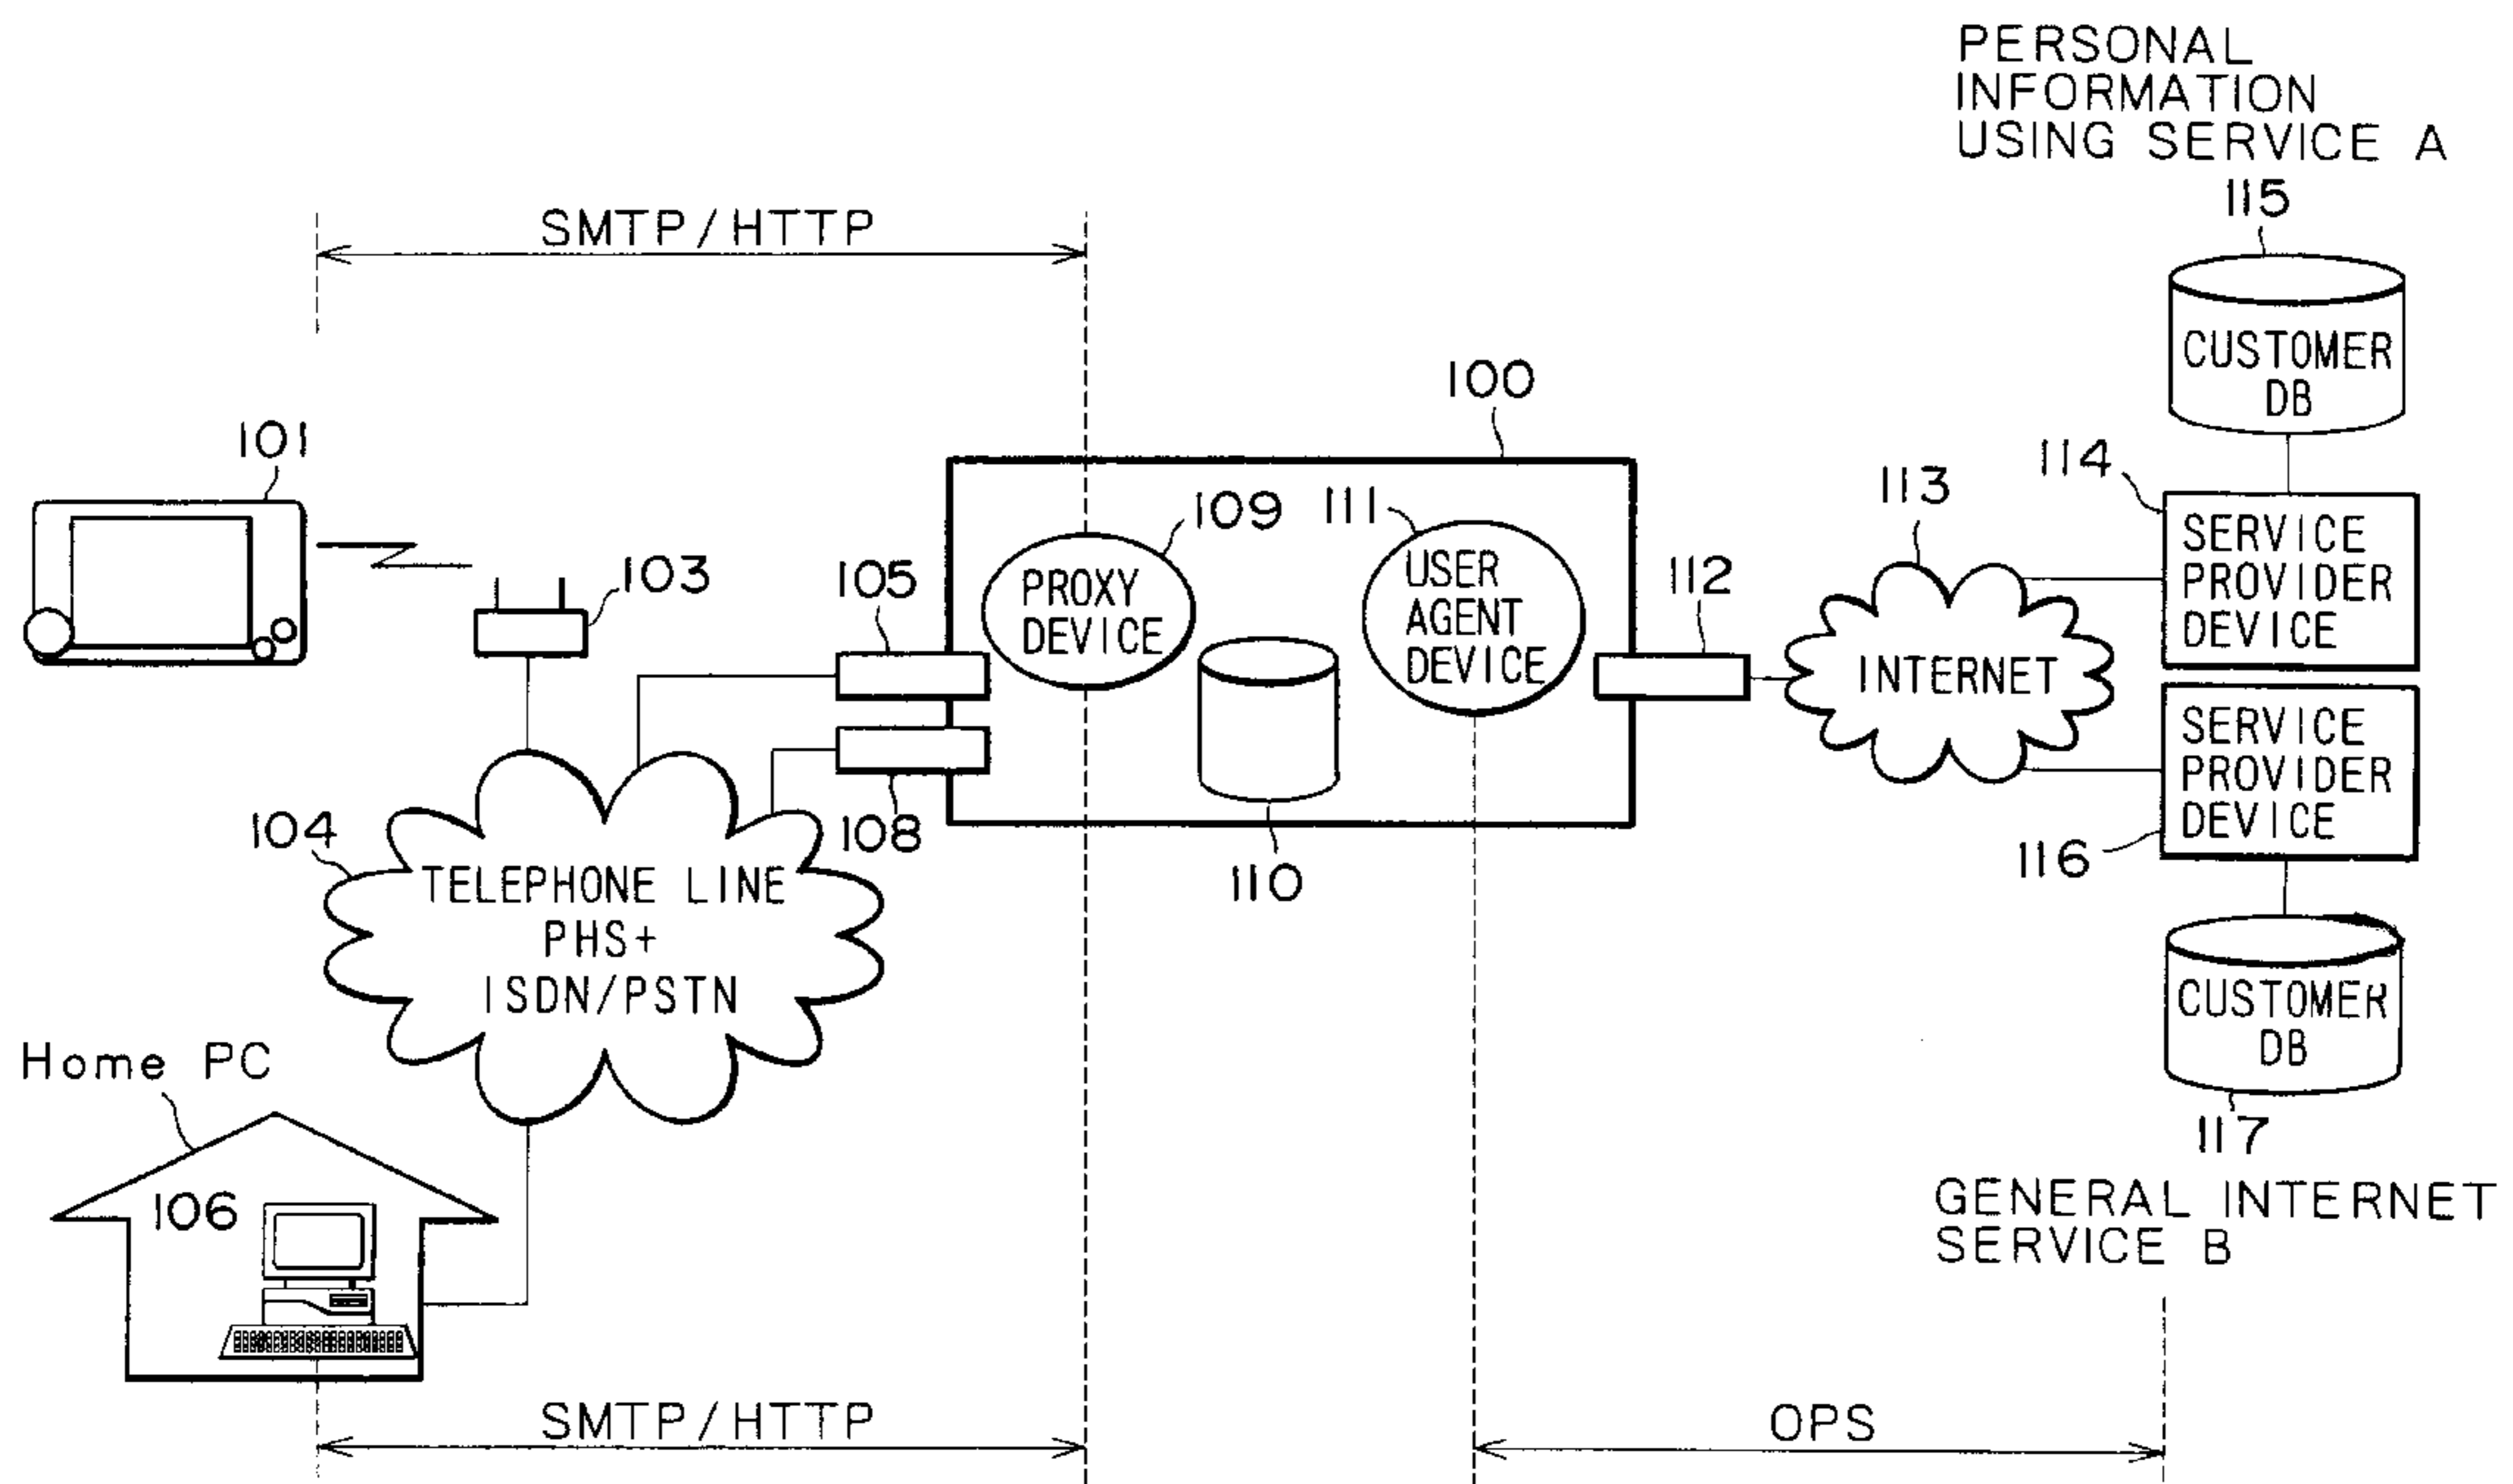 PERSONAL
INFORMATION
USING SERVICE A
115
SMTP/HTTP
CUSTOMER
DB
100
101
114
113
109
111
SERVICE
PROVIDER
DEVICE
103
105
PROXY
DEVICE
USER
AGENT
DEVICE
112
INTERNET
SERVICE
PROVIDER
DEVICE
104
108
110
116
TELEPHONE LINE
PHS+
ISDN/PSTN
CUSTOMER
DB
Home PC
117
106
GENERAL INTERNET
SERVICE B
SMTP/HTTP
OPS